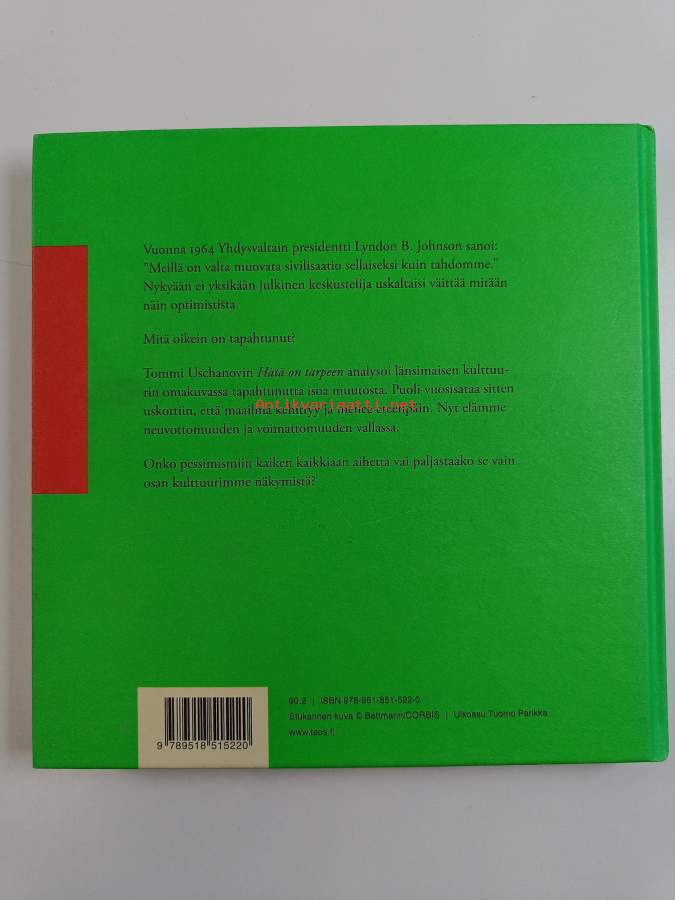 Vuonna 1964 Yhdysvaltain presidentti Lyndon B. Johnson sanoi:
"Meillä on valta muovata sivilisaatio sellaiseksi kuin tahdomme."
Nykyään ei yksikään julkinen keskustelija uskaltaisi väittää mitään
näin optimistista.
Mitä oikein on tapahtunut?
Tommi Uschanovin Hätä on tarpeen analysoi länsimaisen kulttuu-
rin omakuvassa tapahtunutta isoa muutosta. Puoli vuosisataa sitten
uskottiin, että maailma kehittyy ja menee eteenpäin. Nyt elämme
Antikvariaatti.net
neuvottomuuden ja voimattomuuden vallassa.
Onko pessimismiin kaiken kaikkiaan aihetta vai paljastaako se vain
osan kulttuurimme näkymistä?
90.2 | ISBN 978-951-851-522-0
Etukannen kuva © Bettmann/CORBIS | Ulkoasu Tuomo Parikka
www.teos.fi
9 789518 515220